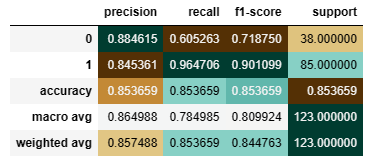 precision recall f1-score support
0 0.884615 0.605263 0.718750 38.000000
1 0.845361 0.964706 0.901099 85.000000
accuracy 0.853659 0.853659 0.853659 0.853659
macro avg 0.864988 0.784985 0.809924 123.000000
weighted avg 0.857488 0.853659 0.844763 123.000000